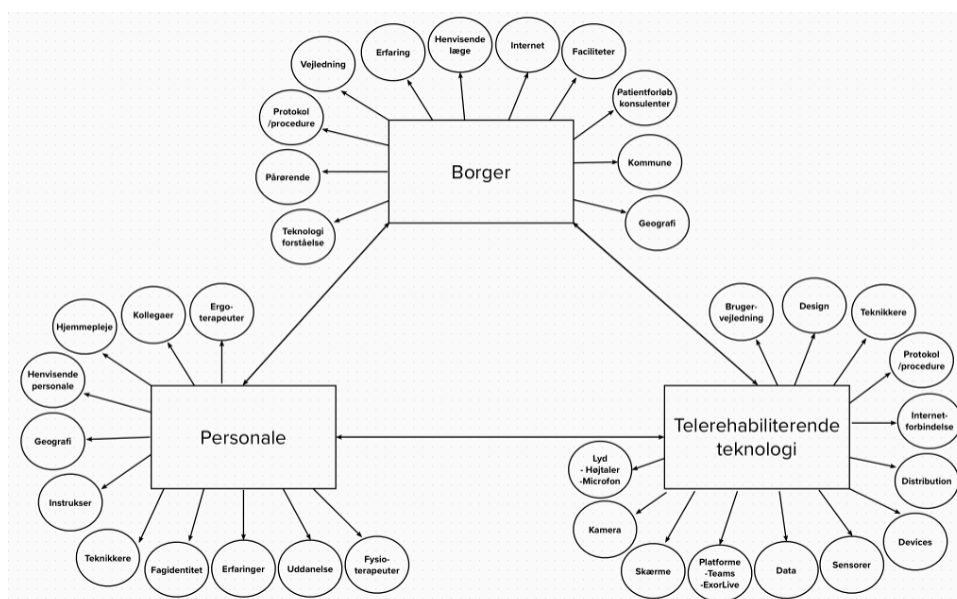 Vejledning
Erfaring
Henvisende
læge
Internet
Faciliteter
Protokol
/procedure
Patientforløb
konsulenter
Pårørende
Borger
Kommune
Teknologi
forståelse
Geografi
Hjemmepleje
Kollegaer
Ergo-
terapeuter
Henvisende
personale
Geografi
Personale
Instrukser
Teknikkere
Fagidentitet
Erfaringer
Uddanelse
Fysio-
terapeuter
Bruger-
vejledning
Design
Teknikkere
Protokol
/procedure
Telerehabiliterende
teknologi
Internet-
forbindelse
Lyd
- Højtaler
-Microfon
Distribution
Kamera
Devices
Skærme
Platforme
-Teams
-ExorLive
Data
Sensorer